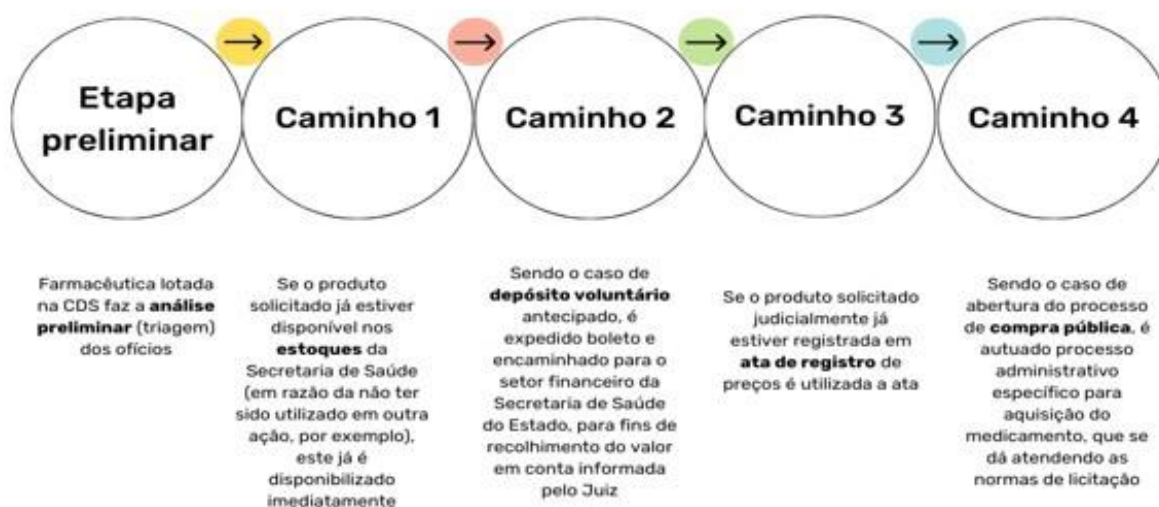 Etapa
preliminar
Caminho 1
Caminho 2
Caminho 3
Caminho 4
Farmacêutica lotada
na CDS faz a análise
preliminar (triagem)
dos ofícios
Se o produto
solicitado já estiver
disponível nos
estoques da
Secretaria de Saúde
(em razão da não ter
sido utilizado em outra
ação, por exemplo),
este já é
disponibilizado
imediatamente
Sendo o caso de
depósito voluntário
antecipado, é
expedido boleto e
encaminhado para o
setor financeiro da
Secretaria de Saúde
do Estado, para fins de
recolhimento do valor
em conta informada
pelo Juiz
Se o produto solicitado
judicialmente já
estiver registrada em
ata de registro de
preços é utilizada a ata
Sendo o caso de
abertura do processo
de compra pública, é
autuado processo
administrativo
específico para
aquisição do
medicamento, que se
dá atendendo as
normas de licitação